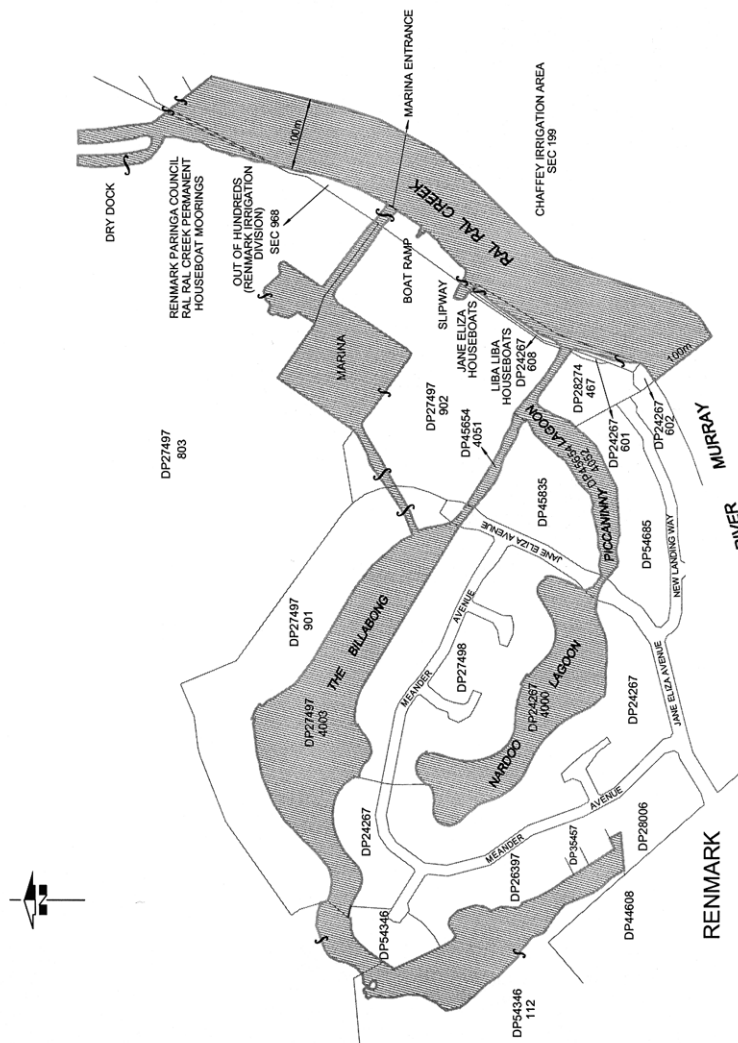 DRY DOCK
RENMARK PARINGA COUNCIL
RAL RAL CREEK PERMANENT
HOUSEBOAT MOORINGS
OUT OF HUNDREDS
(RENMARK IRRIGATION
DIVISION)
SEC 968
MARINA ENTRANCE
100m
RAL RAL CREEK
CHAFFEY IRRIGATION AREA
SEC 199
BOAT RAMP
SLIPWAY
JANE ELIZA
HOUSEBOATS
LIBA LIBA
HOUSEBOATS
DP24267
608
MARINA
DP27497
803
DP27497
902
DP45654
4051
DP28274
467
100m
DP24267
601
DP24267
602
PICCANINNY LAGOON
DP45654
4052
DP45835
DP54685
NEW LANDING WAY
MURRAY
RIVER
JANE ELIZA AVENUE
JANE ELIZA AVENUE
DP27497
901
THE BILLABONG
DP27497
4003
MEANDER AVENUE
DP27498
NARDOO LAGOON
DP24267
4000
DP24267
JANE ELIZA AVENUE
DP24267
MEANDER AVENUE
DP26397
DP35457
DP28006
DP44608
DP54346
DP54346
112
RENMARK
N